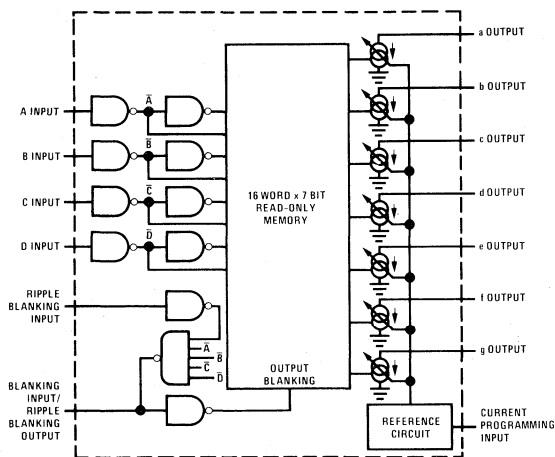 a OUTPUT
b OUTPUT
A INPUT
A̅
B INPUT
B̅
c OUTPUT
C INPUT
C̅
16 WORD x 7 BIT
READ-ONLY
MEMORY
d OUTPUT
D INPUT
D̅
e OUTPUT
RIPPLE
BLANKING
INPUT
f OUTPUT
A̅
B̅
C̅
D̅
g OUTPUT
OUTPUT
BLANKING
BLANKING
INPUT/
RIPPLE
BLANKING
OUTPUT
REFERENCE
CIRCUIT
CURRENT
PROGRAMMING
INPUT